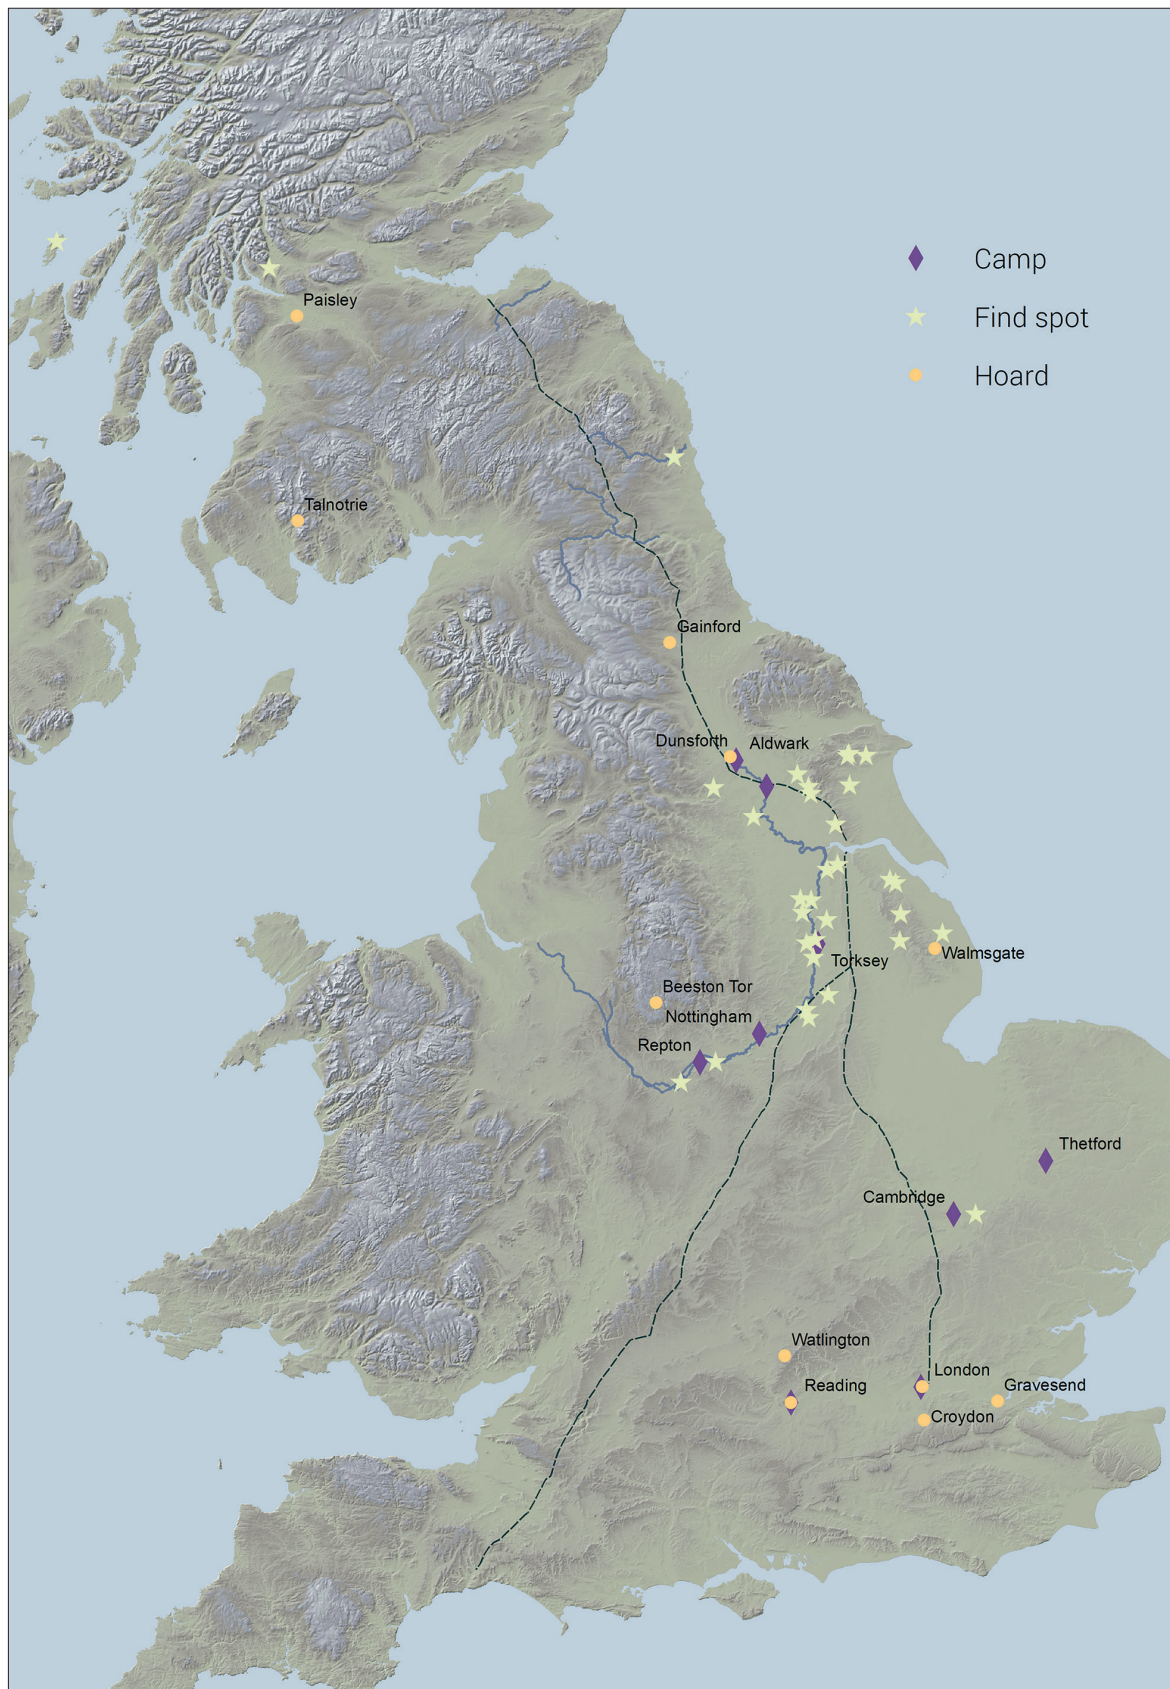 Camp
Find spot
Paisley
Hoard
Talnotrie
Gainford
Dunsforth
Aldwark
Walmsgate
Torksey
Beeston Tor
Nottingham
Repton
Thetford
Cambridge
Watlington
London
Reading
Gravesend
Croydon